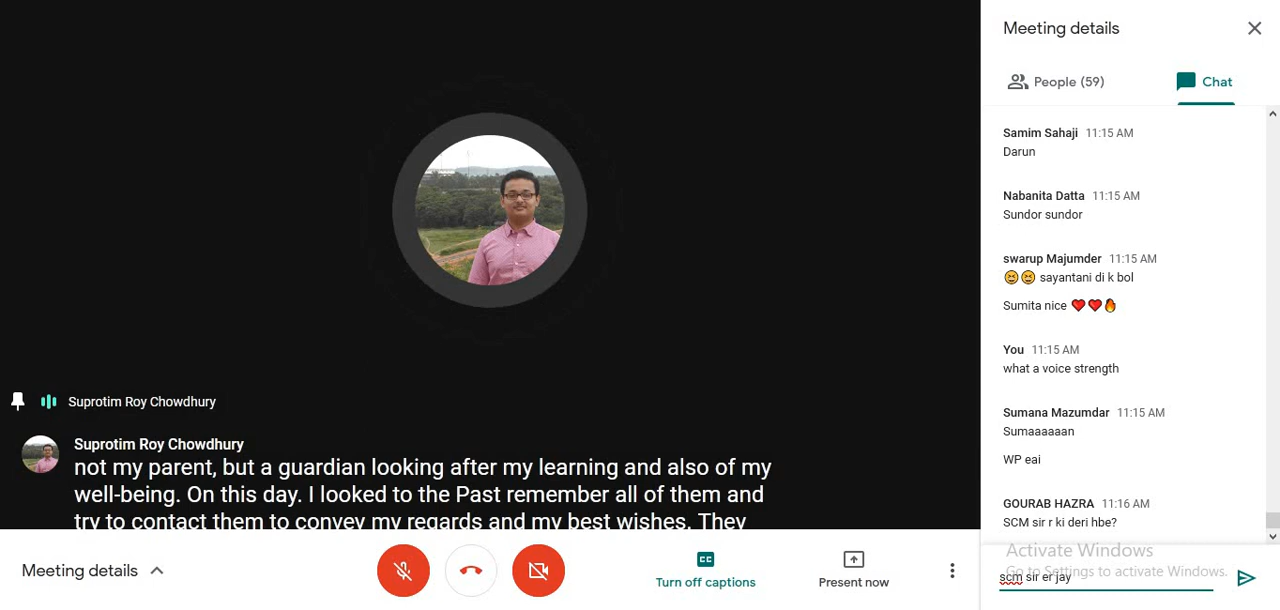 Meeting details
People (59)
Chat
Samim Sahaji 11:15 AM
Darun
Nabanita Datta 11:15 AM
Sundor sundor
swarup Majumder 11:15 AM
😆😆 sayantani di k bol
Sumita nice ❤️❤️🔥
You 11:15 AM
what a voice strength
Sumana Mazumdar 11:15 AM
Sumaaaaaan
WP eai
GOURAB HAZRA 11:16 AM
SCM sir r ki deri hbe?
Activate Windows
Go to Settings to activate Windows.
scm sir er jay
Suprotim Roy Chowdhury
Suprotim Roy Chowdhury
not my parent, but a guardian looking after my learning and also of my
well-being. On this day. I looked to the Past remember all of them and
try to contact them to convey my regards and my best wishes. They
Meeting details
Turn off captions
Present now